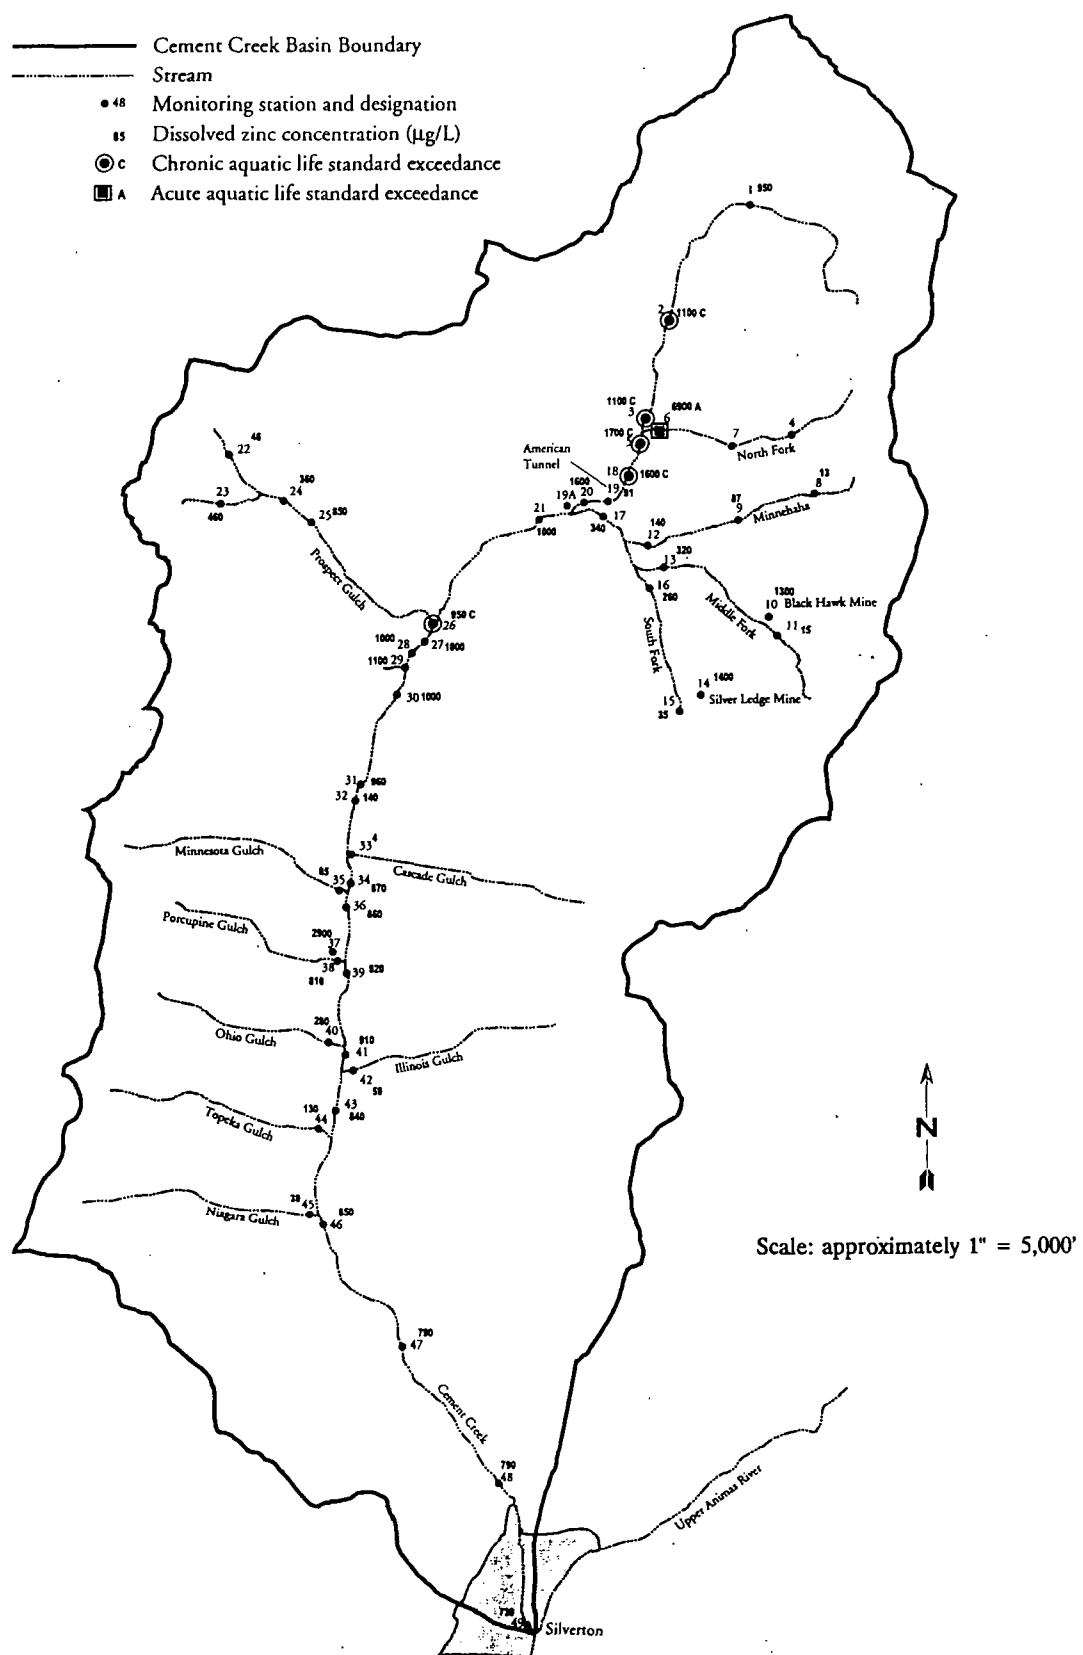 Cement Creek Basin Boundary
Stream
48 Monitoring station and designation
85 Dissolved zinc concentration (µg/L)
C Chronic aquatic life standard exceedance
A Acute aquatic life standard exceedance
1 950
2 1100 C
1100 C
3
6900 A
6
1700 C
5
7
4
North Fork
American
Tunnel
18 1600 C
1600
19A 20 19 81
21
1800
17
340
13
8
87
9
Minnehaha
140
12
320
13
16
260
Middle Fork
South Fork
1300
10 Black Hawk Mine
11 15
14 1400
Silver Ledge Mine
15
35
46
22
23
460
360
24
25 850
Prospect Gulch
950 C
26
1000
28
27 1800
1100 29
30 1000
31 960
32 140
33 4
Minnesota Gulch
Cascade Gulch
85
35 34
870
36
860
Porcupine Gulch
2900
37
38
810
39 820
Ohio Gulch
280
40
910
41
Illinois Gulch
42
58
43
840
130
44
Topeka Gulch
38
45
Niagara Gulch
850
46
N
Scale: approximately 1" = 5,000'
790
47
Cement Creek
790
48
Upper Animas River
730
49
Silverton